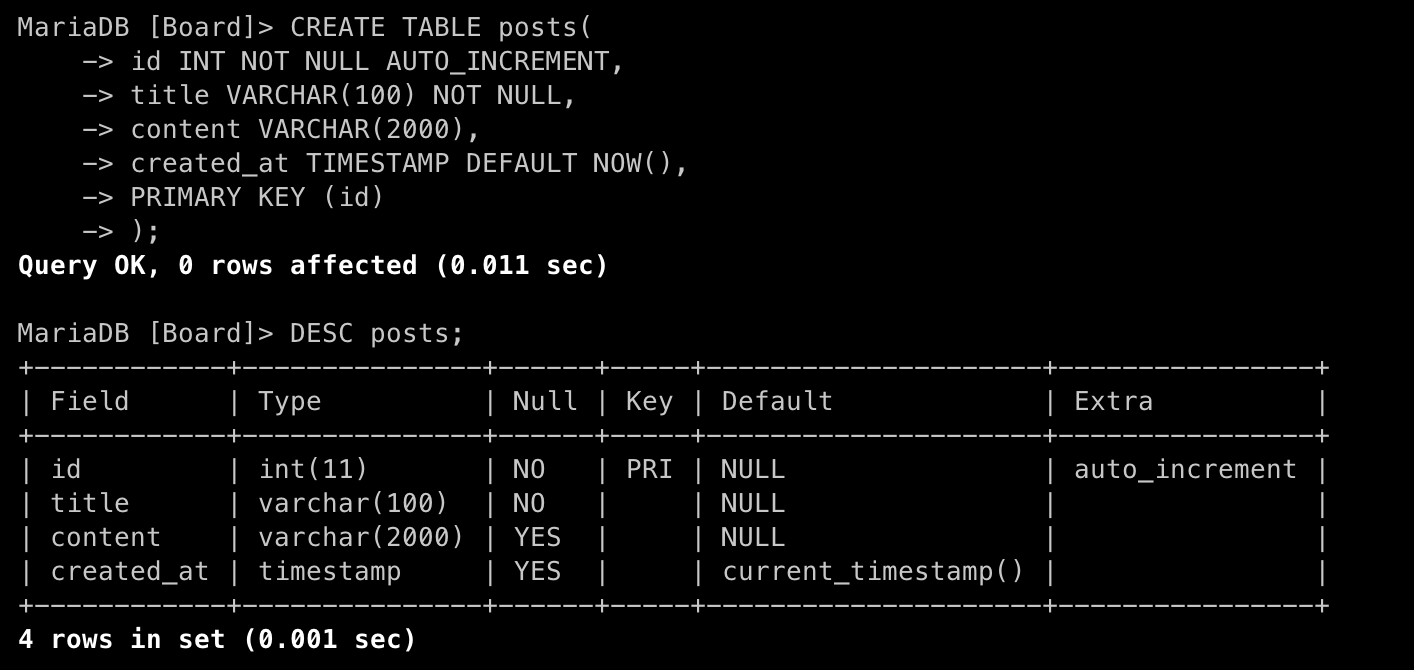 MariaDB [Board]> CREATE TABLE posts(
    -> id INT NOT NULL AUTO_INCREMENT,
    -> title VARCHAR(100) NOT NULL,
    -> content VARCHAR(2000),
    -> created_at TIMESTAMP DEFAULT NOW(),
    -> PRIMARY KEY (id)
    -> );
Query OK, 0 rows affected (0.011 sec)

MariaDB [Board]> DESC posts;
+------------+---------------+------+-----+---------------------+----------------+
| Field      | Type          | Null | Key | Default             | Extra          |
+------------+---------------+------+-----+---------------------+----------------+
| id         | int(11)       | NO   | PRI | NULL                | auto_increment |
| title      | varchar(100)  | NO   |     | NULL                |                |
| content    | varchar(2000) | YES  |     | NULL                |                |
| created_at | timestamp     | YES  |     | current_timestamp() |                |
+------------+---------------+------+-----+---------------------+----------------+
4 rows in set (0.001 sec)